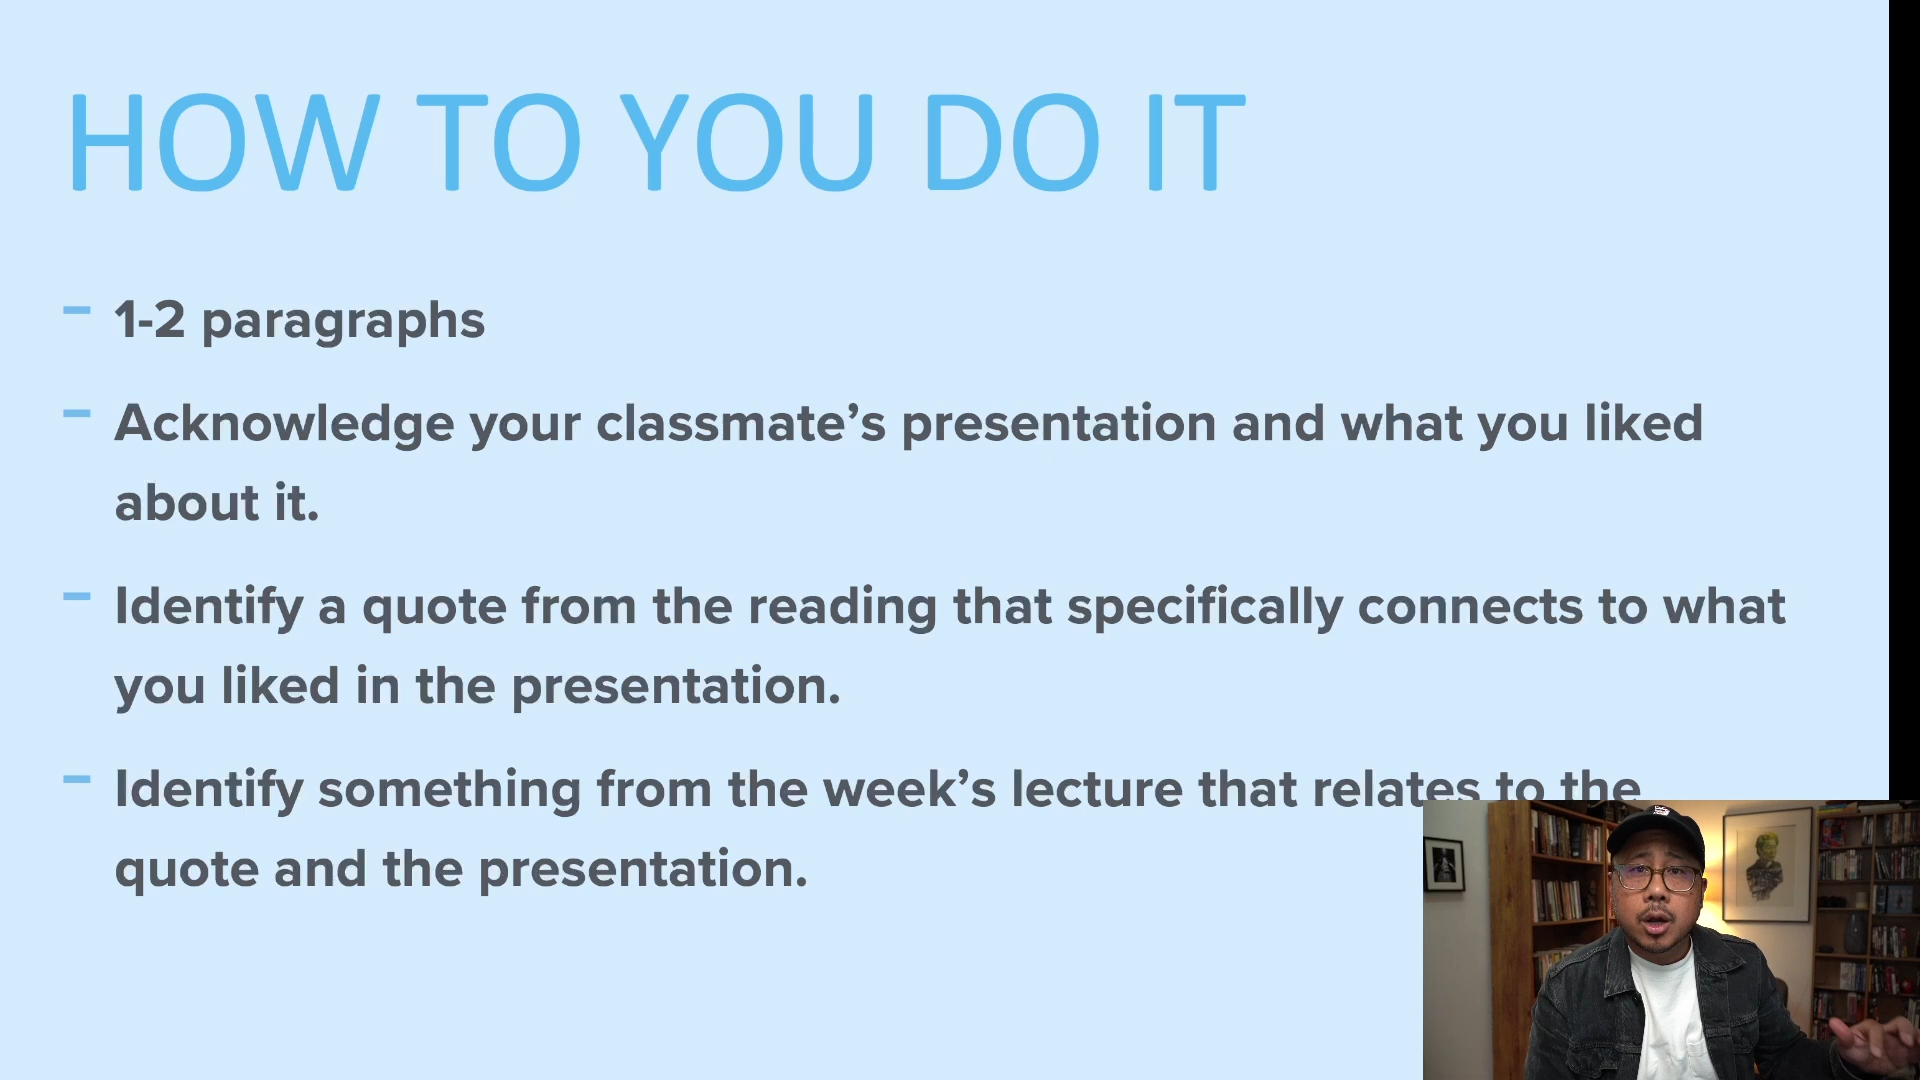 HOW TO YOU DO IT
- 1-2 paragraphs
- Acknowledge your classmate’s presentation and what you liked
about it.
- Identify a quote from the reading that specifically connects to what
you liked in the presentation.
- Identify something from the week’s lecture that relates to the
quote and the presentation.